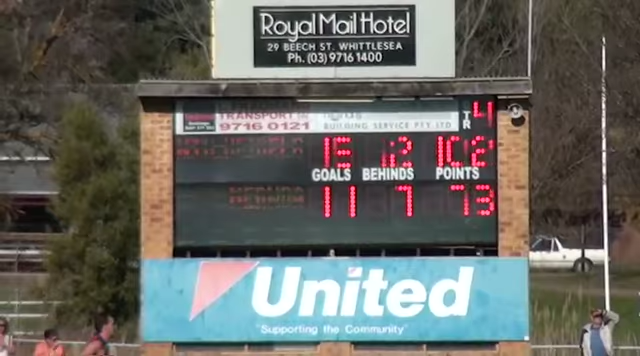 Royal Mail Hotel
29 BEECH ST. WHITTLESEA
Ph. (03) 9716 1400
TRANSPORT
9716 0121
BUILDING SERVICE PTY LTD
TR 4
15 12 102
GOALS BEHINDS POINTS
11 7 73
United
"Supporting the Community"